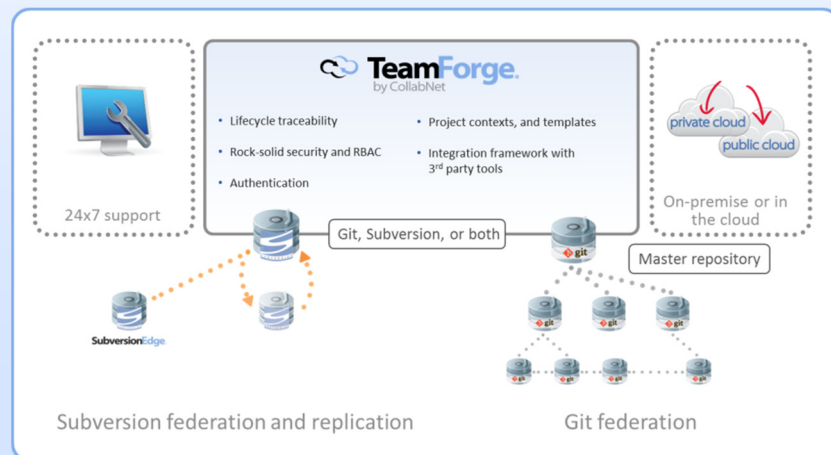 TeamForge.
by CollabNet
• Lifecycle traceability
• Rock-solid security and RBAC
• Authentication
• Project contexts, and templates
• Integration framework with
3rd party tools
24x7 support
private cloud
public cloud
On-premise or in
the cloud
Git, Subversion, or both
SUBVERSION
git
Master repository
SUBVERSION
SubversionEdge
git
git
git
git
git
git
git
Subversion federation and replication
Git federation